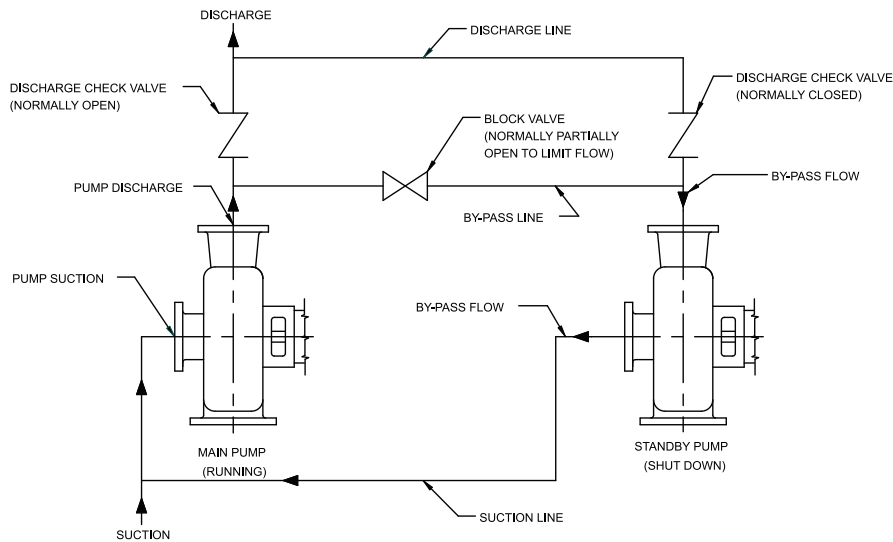 DISCHARGE
DISCHARGE LINE
DISCHARGE CHECK VALVE
(NORMALLY OPEN)
BLOCK VALVE
(NORMALLY PARTIALLY
OPEN TO LIMIT FLOW)
DISCHARGE CHECK VALVE
(NORMALLY CLOSED)
PUMP DISCHARGE
BY-PASS FLOW
BY-PASS LINE
PUMP SUCTION
BY-PASS FLOW
MAIN PUMP
(RUNNING)
STANDBY PUMP
(SHUT DOWN)
SUCTION
SUCTION LINE